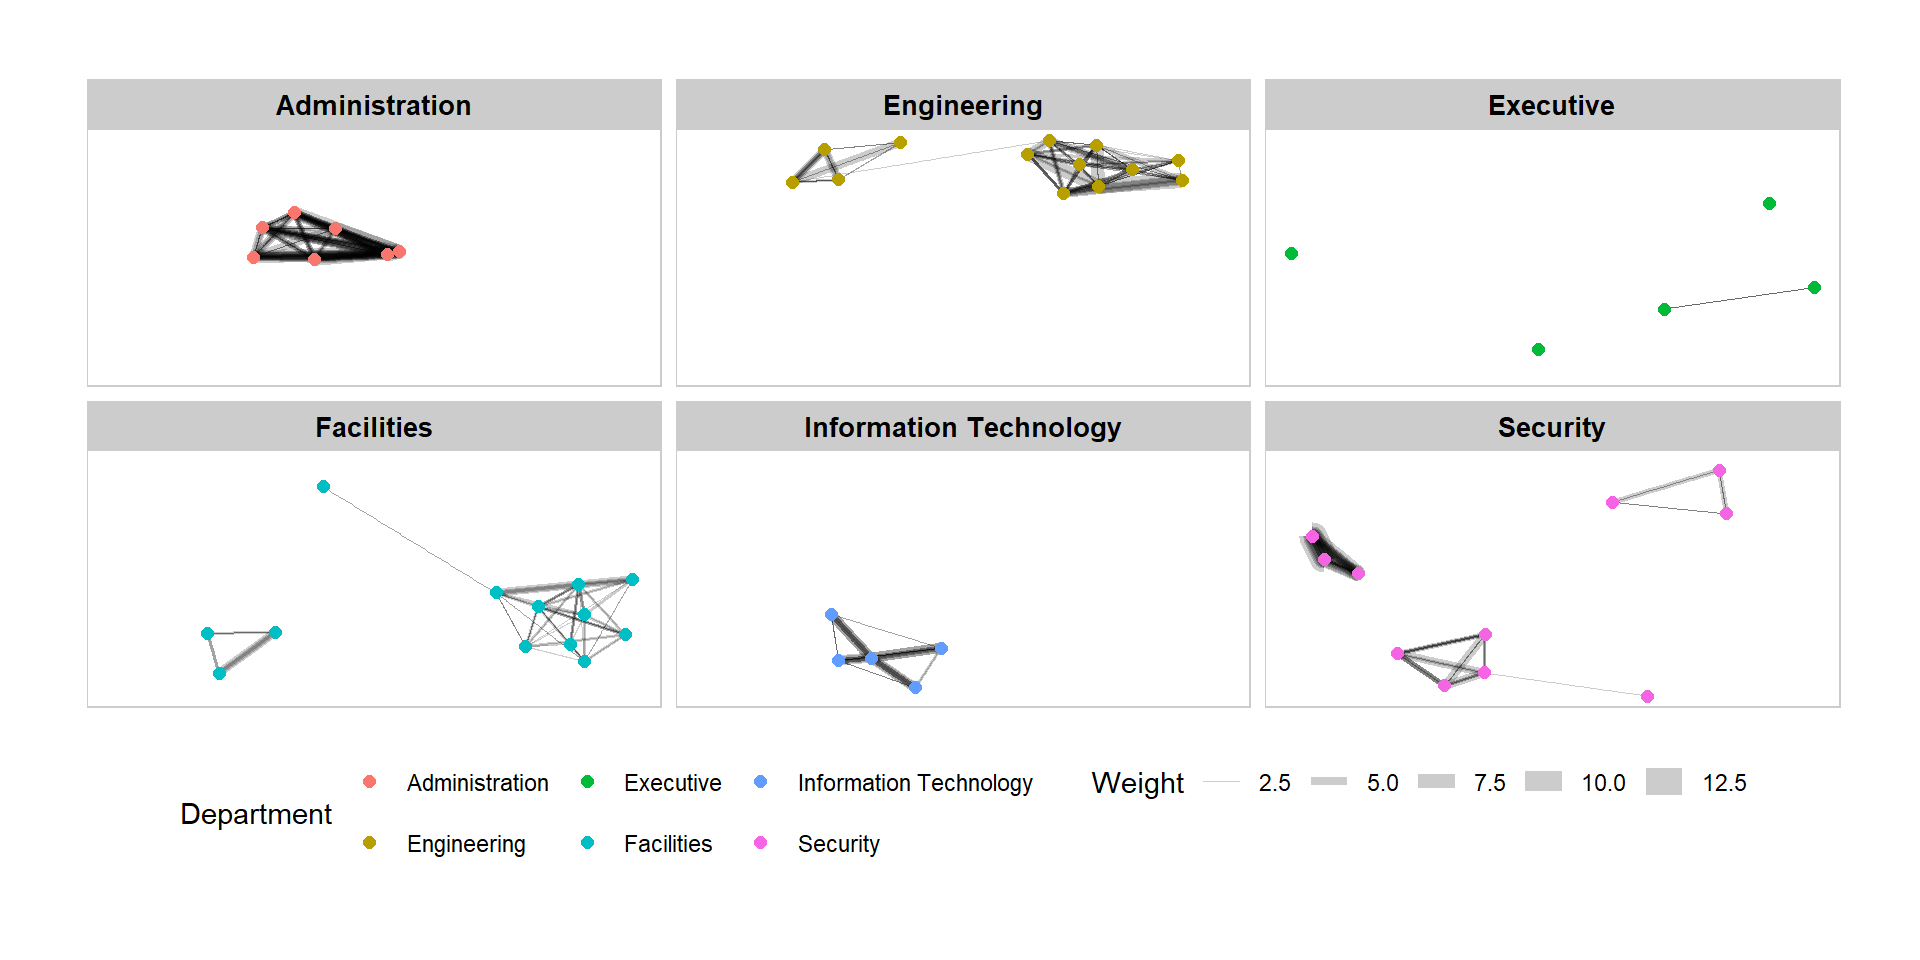 Administration
Engineering
Executive
Facilities
Information Technology
Security
Department
Administration
Executive
Information Technology
Engineering
Facilities
Security
Weight
2.5
5.0
7.5
10.0
12.5